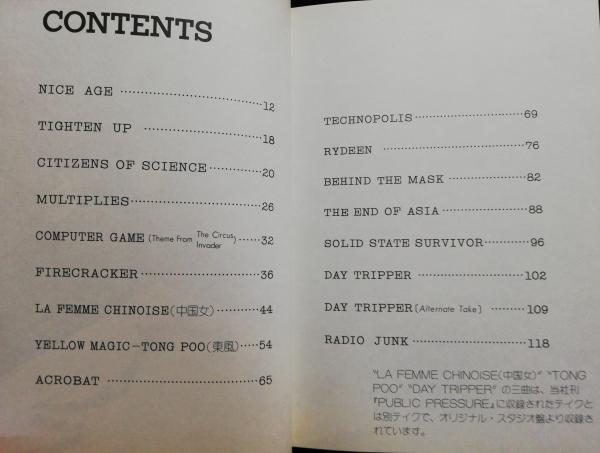 CONTENTS
NICE AGE ……………………………12
TIGHTEN UP ………………………18
CITIZENS OF SCIENCE…………20
MULTIPLIES………………………26
COMPUTER GAME (Theme From The Circus Invader)……32
FIRECRACKER………………………36
LA FEMME CHINOISE(中国女)…………44
YELLOW MAGIC−TONG POO(東風)……54
ACROBAT ……………………………65
TECHNOPOLIS………………………69
RYDEEN ……………………………76
BEHIND THE MASK ………………82
THE END OF ASIA …………………88
SOLID STATE SURVIVOR…………96
DAY TRIPPER ……………………102
DAY TRIPPER(Alternate Take) ………109
RADIO JUNK ………………………118
"LA FEMME CHINOISE(中国女)" "TONG
POO" "DAY TRIPPER" の三曲は、当社刊
『PUBLIC PRESSURE』に収録されたテイクと
は別テイクで、オリジナル・スタジオ盤より収録さ
れています。